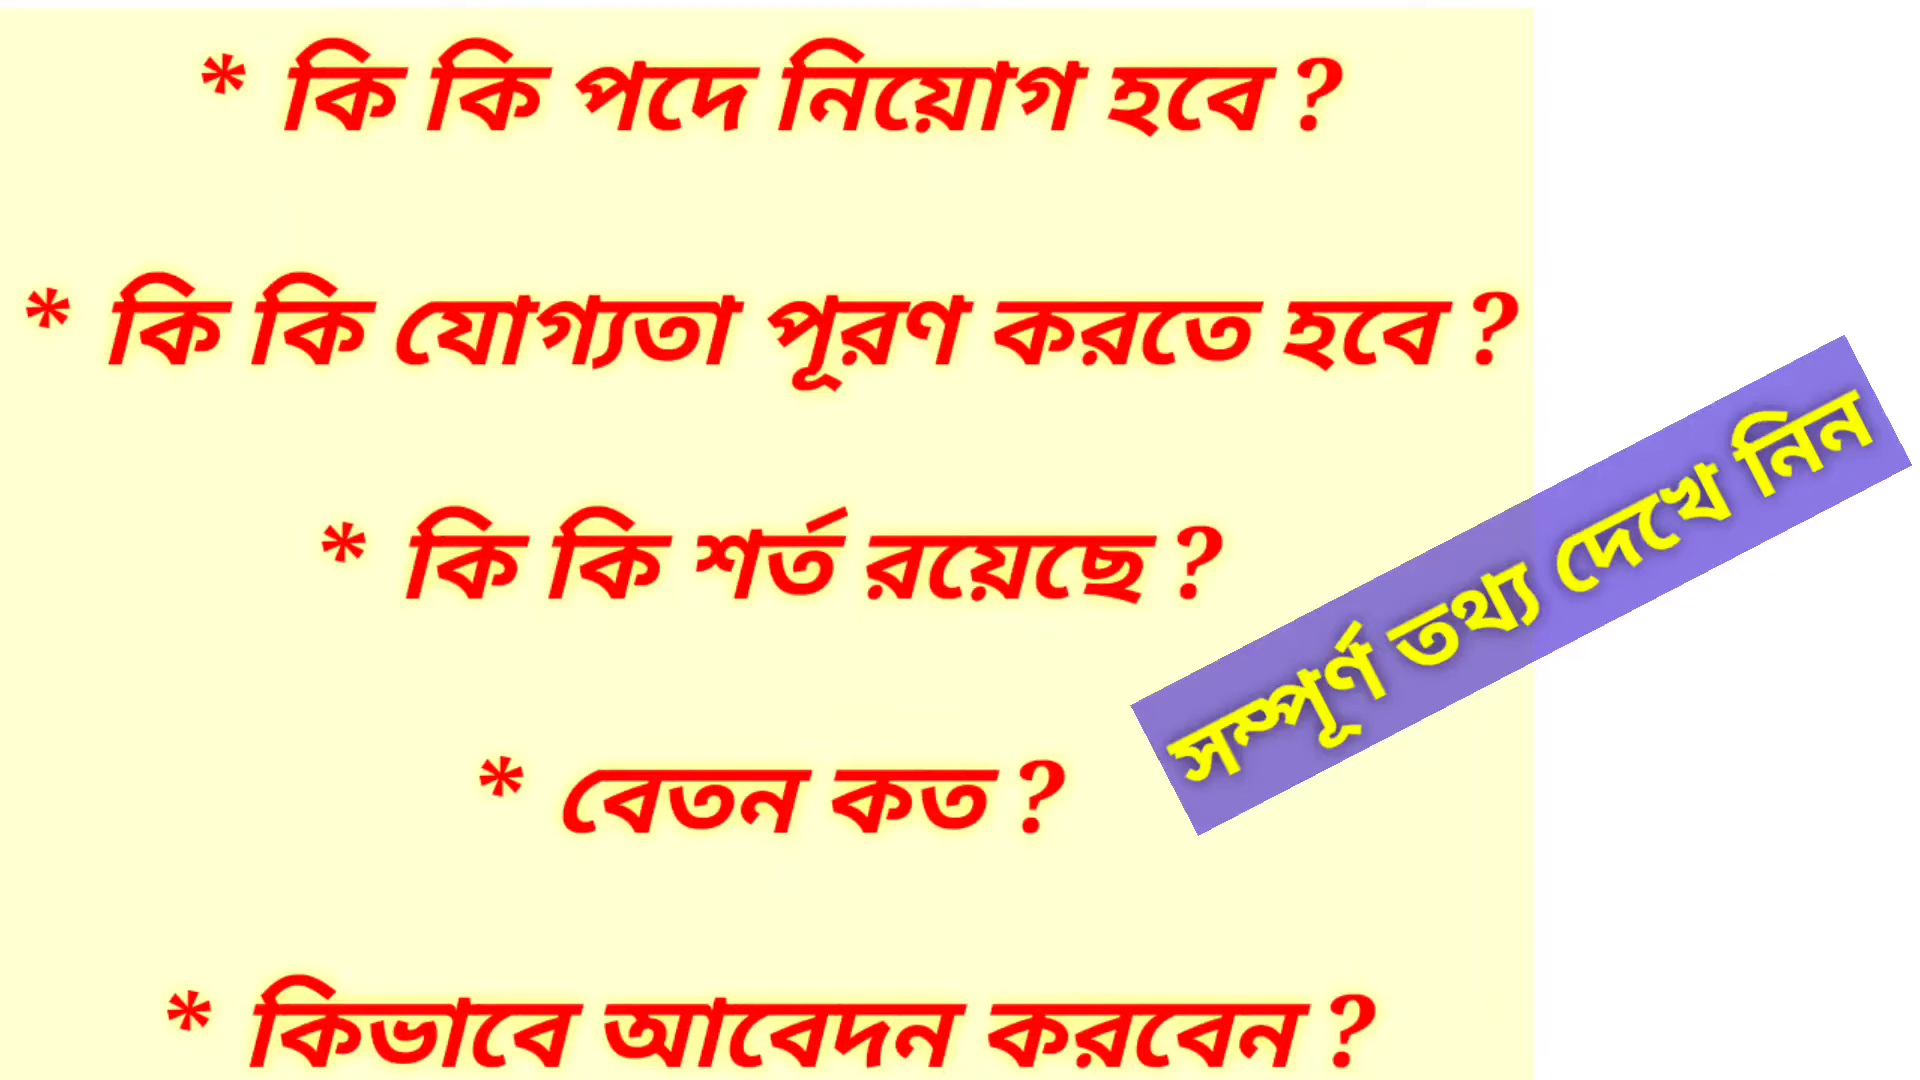 * কি কি পদে নিয়োগ হবে ?
* কি কি যোগ্যতা পূরণ করতে হবে ?
* কি কি শর্ত রয়েছে ?
* বেতন কত ?
* কিভাবে আবেদন করবেন ?
সম্পূর্ণ তথ্য দেখে নিন